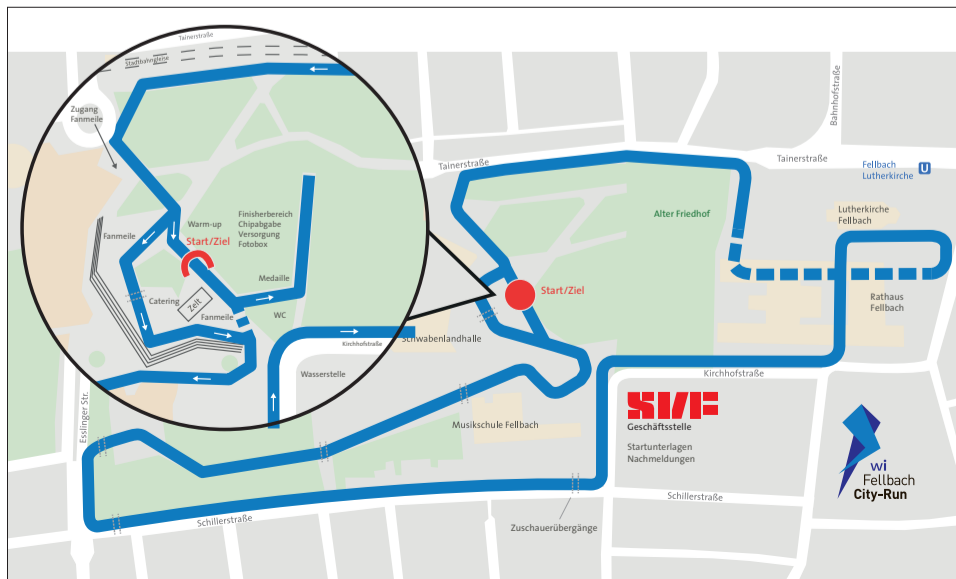 Tainerstraße
Stadtbahngleise
Zugang
Fanmeile
Warm-up
Finisherbereich
Chipabgabe
Versorgung
Fotobox
Start/Ziel
Fanmeile
Medaille
Catering
Zelt
Fanmeile
WC
Kirchhofstraße
Wasserstelle
Esslinger Str.
Tainerstraße
Bahnhofstraße
Tainerstraße
Fellbach
Lutherkirche
U
Alter Friedhof
Lutherkirche
Fellbach
Start/Ziel
Rathaus
Fellbach
Schwabenlandhalle
Kirchhofstraße
SVF
Geschäftsstelle
Startunterlagen
Nachmeldungen
Musikschule Fellbach
wi
Fellbach
City-Run
Schillerstraße
Schillerstraße
Zuschauerübergänge